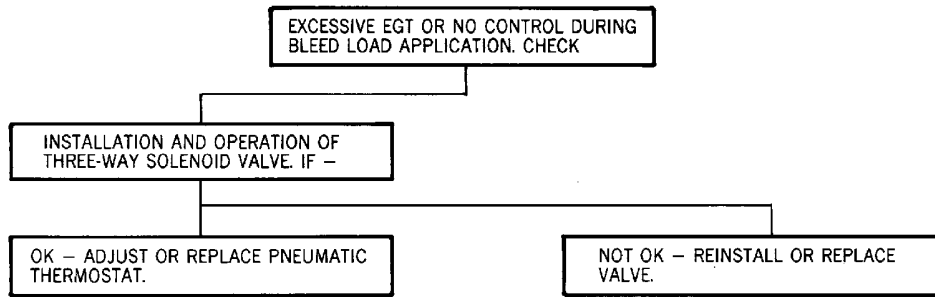 EXCESSIVE EGT OR NO CONTROL DURING
BLEED LOAD APPLICATION. CHECK
INSTALLATION AND OPERATION OF
THREE-WAY SOLENOID VALVE. IF —
OK — ADJUST OR REPLACE PNEUMATIC
THERMOSTAT.
NOT OK — REINSTALL OR REPLACE
VALVE.